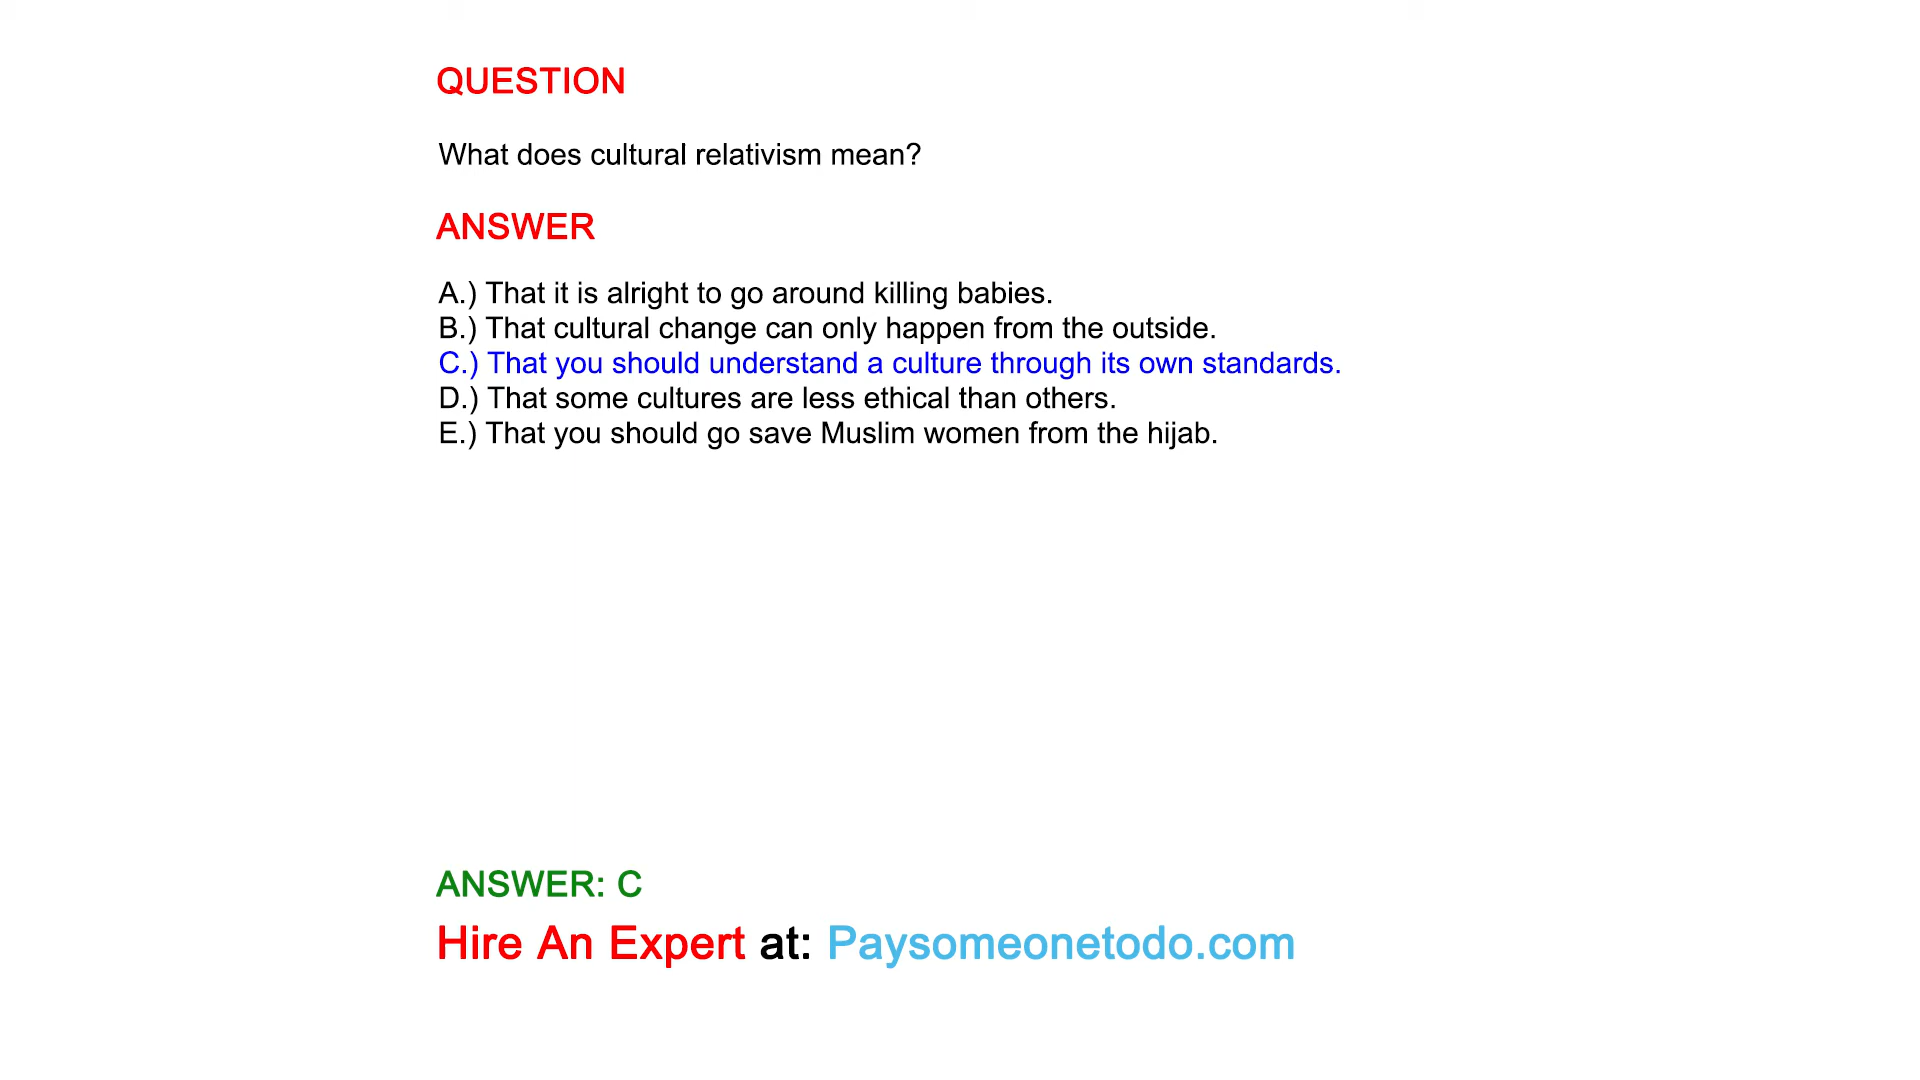 QUESTION
What does cultural relativism mean?
ANSWER
A.) That it is alright to go around killing babies.
B.) That cultural change can only happen from the outside.
C.) That you should understand a culture through its own standards.
D.) That some cultures are less ethical than others.
E.) That you should go save Muslim women from the hijab.
ANSWER: C
Hire An Expert at: Paysomeonetodo.com